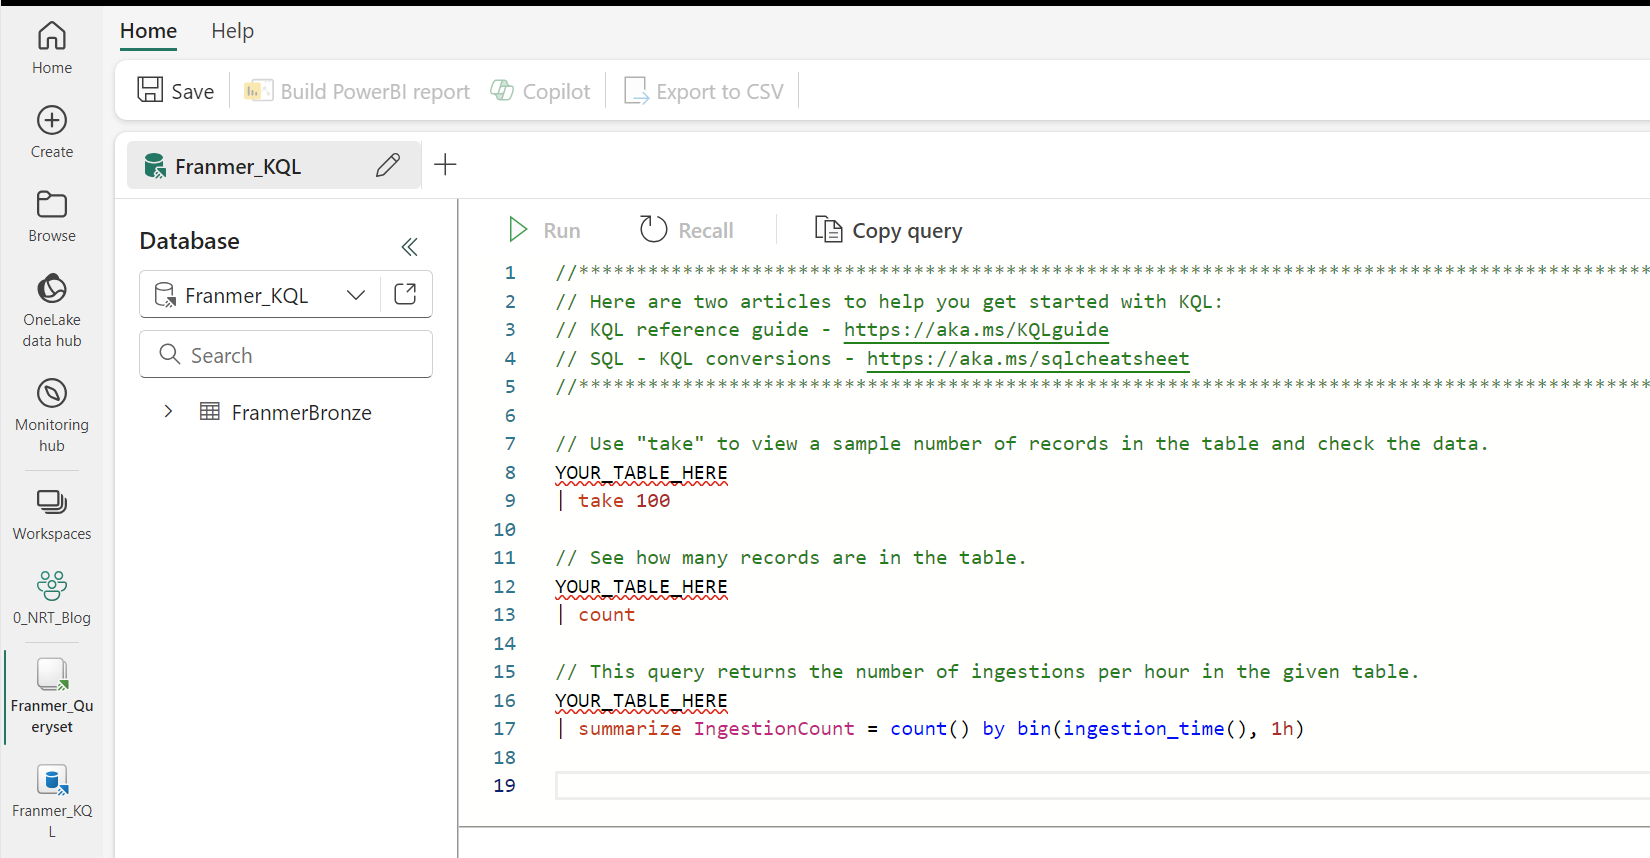 Home
Help
Home
Save
Build PowerBI report
Copilot
Export to CSV
Create
Franmer_KQL
Browse
Database
Run
Recall
Copy query
OneLake
data hub
Franmer_KQL
Search
Monitoring
hub
FranmerBronze
Workspaces
0_NRT_Blog
Franmer_Qu
eryset
Franmer_KQ
L
1 //**********************************************************************************************
2 // Here are two articles to help you get started with KQL:
3 // KQL reference guide - https://aka.ms/KQLguide
4 // SQL - KQL conversions - https://aka.ms/sqlcheatsheet
5 //**********************************************************************************************
6
7 // Use "take" to view a sample number of records in the table and check the data.
8 YOUR_TABLE_HERE
9 | take 100
10
11 // See how many records are in the table.
12 YOUR_TABLE_HERE
13 | count
14
15 // This query returns the number of ingestions per hour in the given table.
16 YOUR_TABLE_HERE
17 | summarize IngestionCount = count() by bin(ingestion_time(), 1h)
18
19